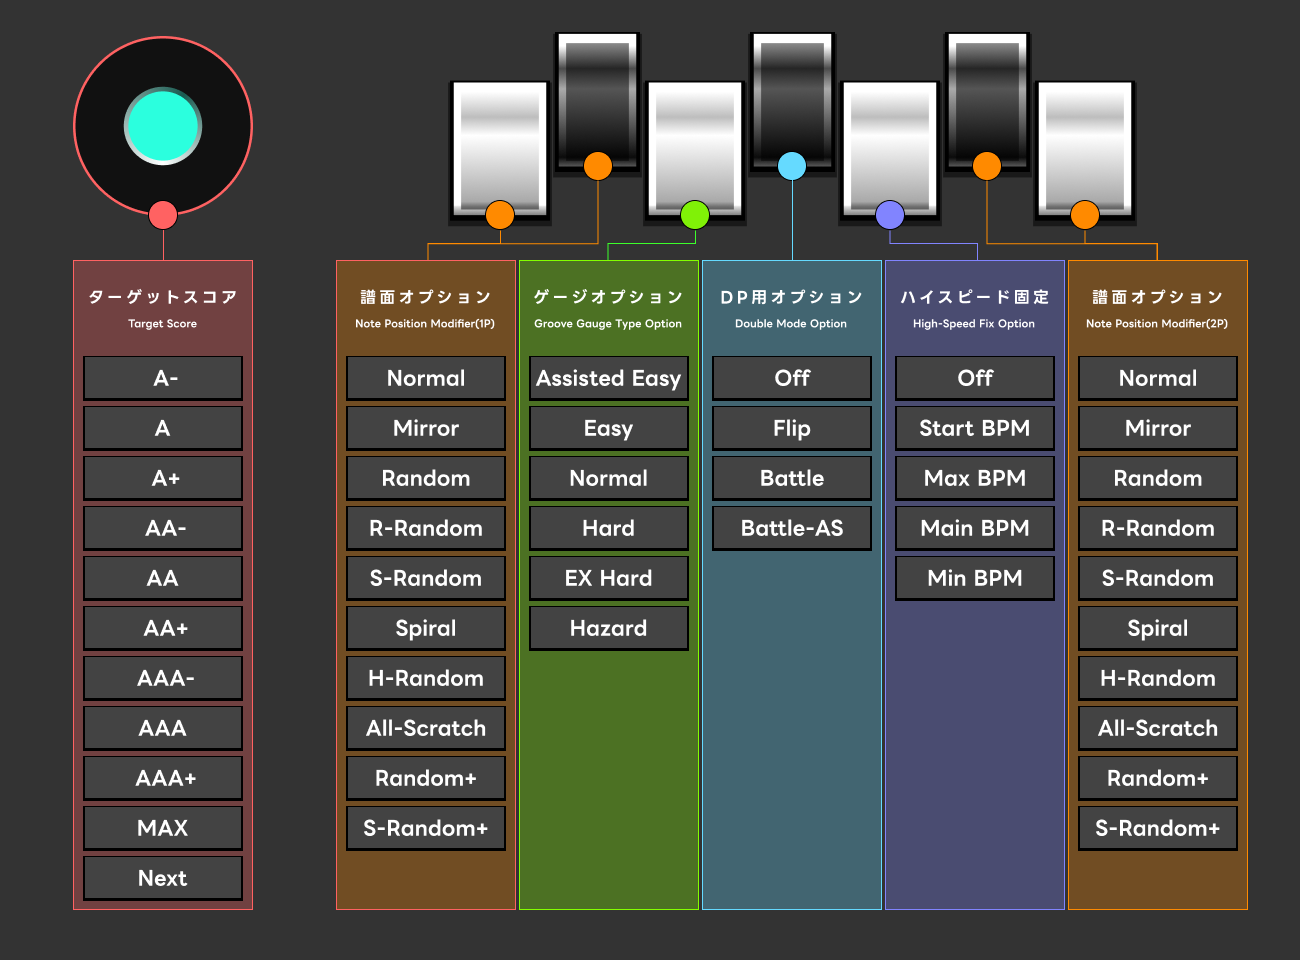 ターゲットスコア
Target Score
A-
A
A+
AA-
AA
AA+
AAA-
AAA
AAA+
MAX
Next
譜面オプション
Note Position Modifier(1P)
Normal
Mirror
Random
R-Random
S-Random
Spiral
H-Random
All-Scratch
Random+
S-Random+
ゲージオプション
Groove Gauge Type Option
Assisted Easy
Easy
Normal
Hard
EX Hard
Hazard
DP用オプション
Double Mode Option
Off
Flip
Battle
Battle-AS
ハイスピード固定
High-Speed Fix Option
Off
Start BPM
Max BPM
Main BPM
Min BPM
譜面オプション
Note Position Modifier(2P)
Normal
Mirror
Random
R-Random
S-Random
Spiral
H-Random
All-Scratch
Random+
S-Random+